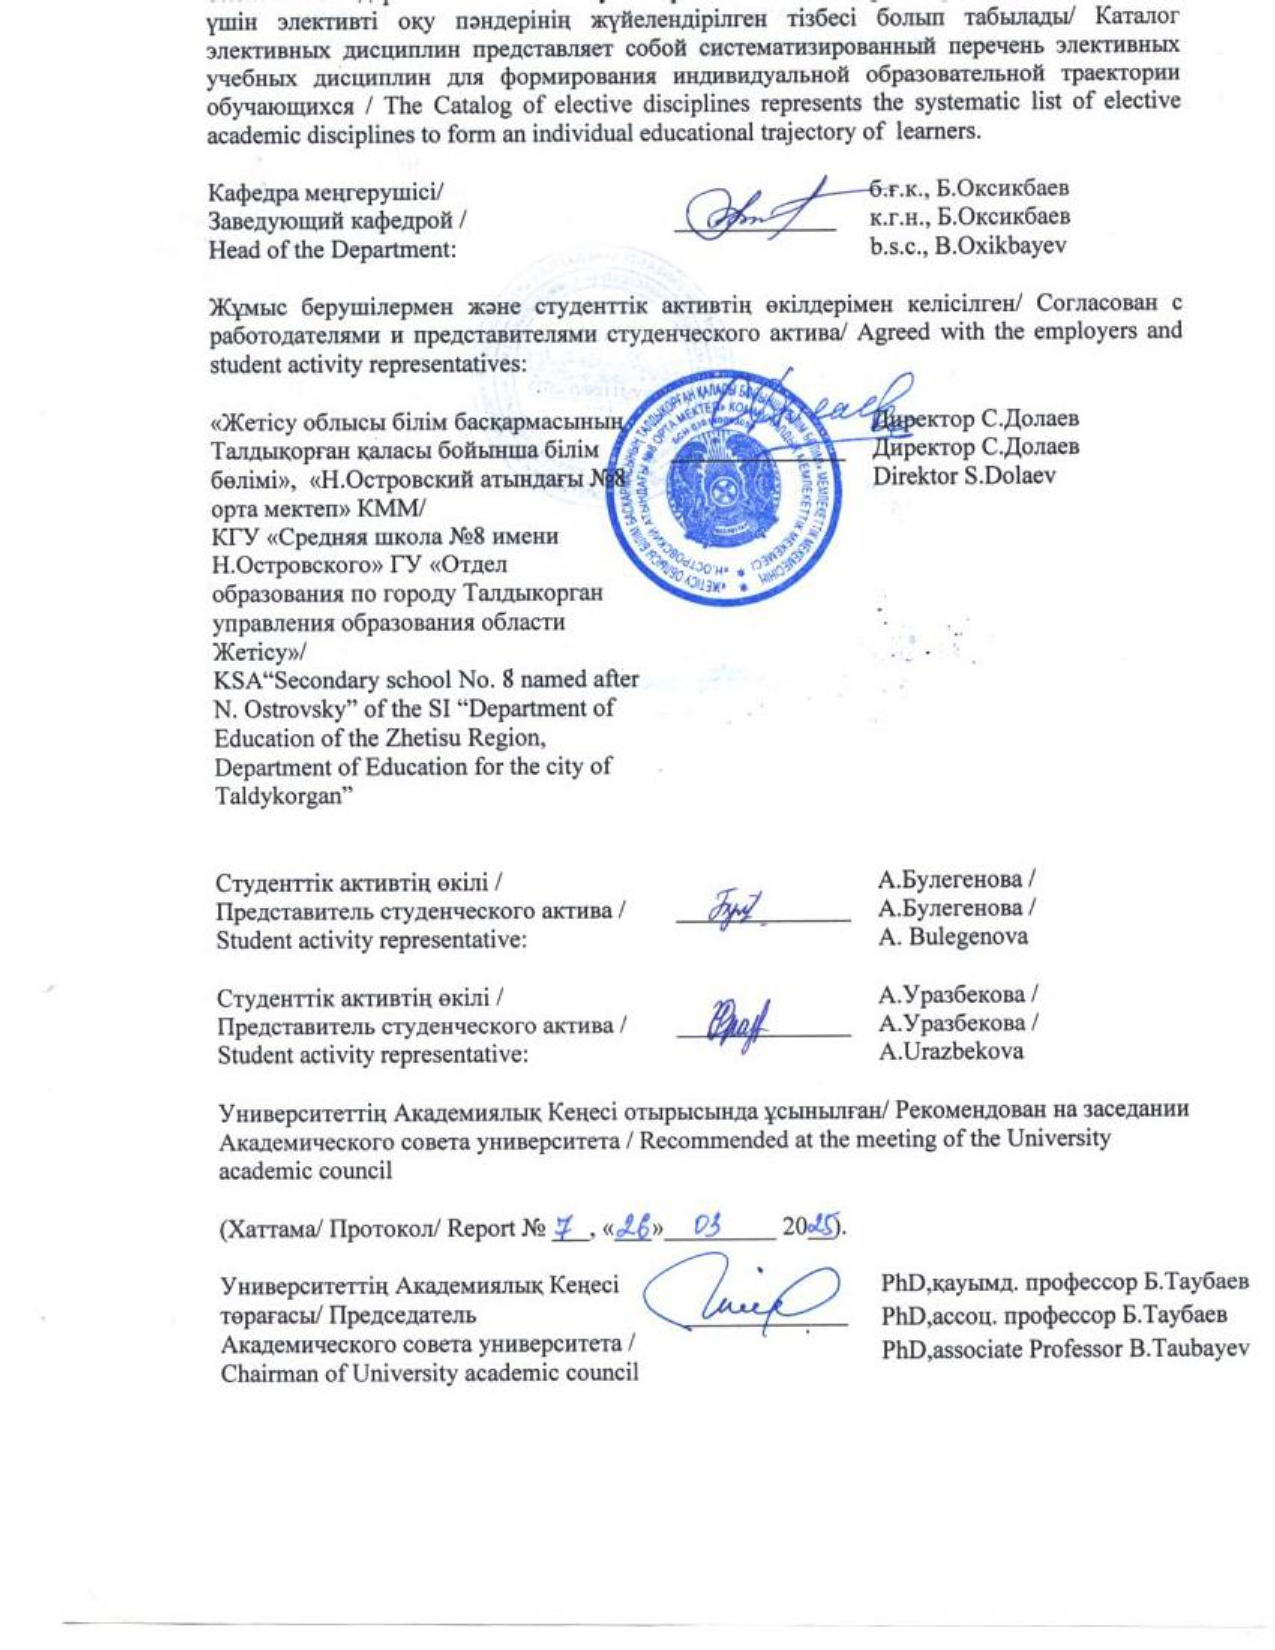 үшін элективті оқу пәндерінің жүйелендірілген тізбесі болып табылады/ Каталог
элективных дисциплин представляет собой систематизированный перечень элективных
учебных дисциплин для формирования индивидуальной образовательной траектории
обучающихся / The Catalog of elective disciplines represents the systematic list of elective
academic disciplines to form an individual educational trajectory of learners.
Кафедра меңгерушісі/
Заведующий кафедрой /
Head of the Department:
б.ғ.к., Б.Оксикбаев
к.г.н., Б.Оксикбаев
b.s.c., B.Oxikbayev
Жұмыс берушілермен және студенттік активтің өкілдерімен келісілген/ Согласован с
работодателями и представителями студенческого актива/ Agreed with the employers and
student activity representatives:
«Жетісу облысы білім басқармасының
Талдықорған қаласы бойынша білім
бөлімі», «Н.Островский атындағы №8
орта мектеп» КММ/
КГУ «Средняя школа №8 имени
Н.Островского» ГУ «Отдел
образования по городу Талдыкорган
управления образования области
Жетісу»/
KSA“Secondary school No. 8 named after
N. Ostrovsky” of the SI “Department of
Education of the Zhetisu Region,
Department of Education for the city of
Taldykorgan”
Директор С.Долаев
Директор С.Долаев
Direktor S.Dolaev
Студенттік активтің өкілі /
Представитель студенческого актива /
Student activity representative:
А.Булегенова /
А.Булегенова /
A. Bulegenova
Студенттік активтің өкілі /
Представитель студенческого актива /
Student activity representative:
А.Уразбекова /
А.Уразбекова /
A.Urazbekova
Университеттің Академиялық Кеңесі отырысында ұсынылған/ Рекомендован на заседании
Академического совета университета / Recommended at the meeting of the University
academic council
(Хаттама/ Протокол/ Report № 7 , «26» 03 2025).
Университеттің Академиялық Кеңесі
төрағасы/ Председатель
Академического совета университета /
Chairman of University academic council
PhD,қауымд. профессор Б.Таубаев
PhD,ассоц. профессор Б.Таубаев
PhD,associate Professor B.Taubayev